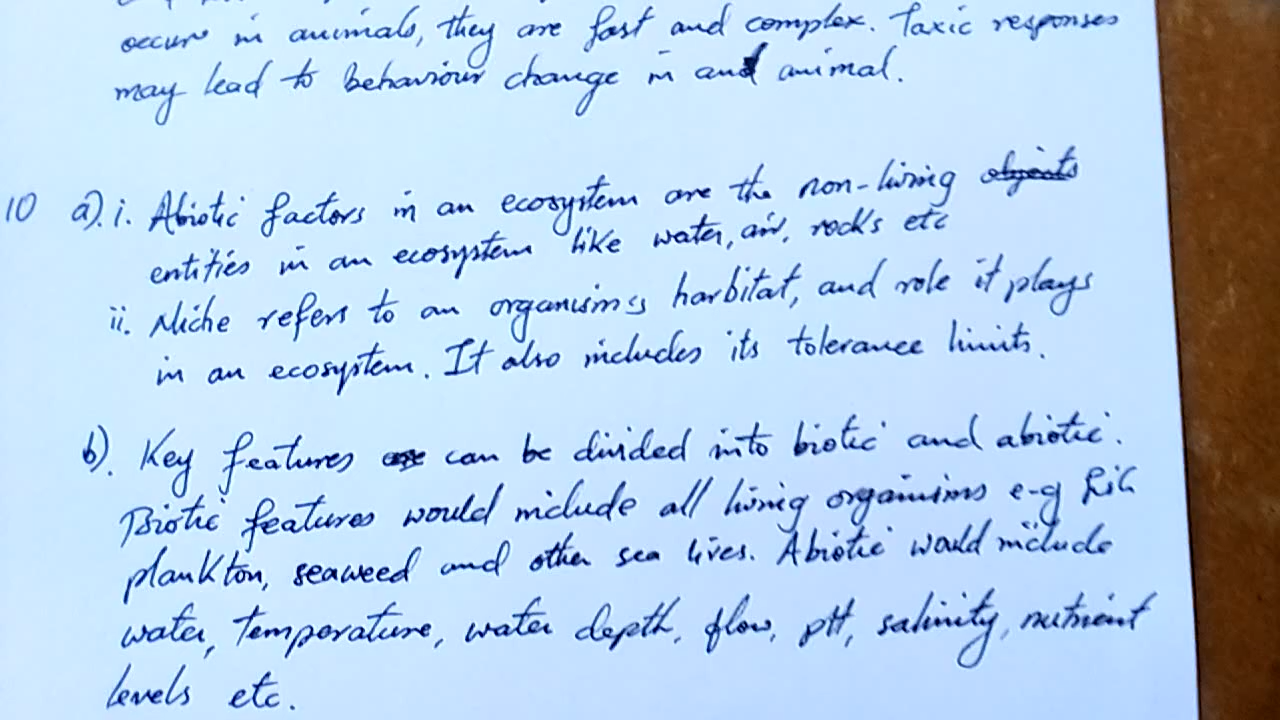 occur in animals, they are fast and complex. Taxic responses
may lead to behaviour change in and animal.
10 a). i. Abiotic factors in an ecosystem are the non-living objects
entities in an ecosystem like water, air, rocks etc
ii. Niche refers to an organism's harbitat, and role it plays
in an ecosystem. It also includes its tolerance limits.
b). Key features can be divided into biotic and abiotic.
Biotic features would include all living organisms e-g
plankton, seaweed and other sea lives. Abiotic would include
water, temperature, water depth, flow, pH, salinity, nutrient
levels etc.